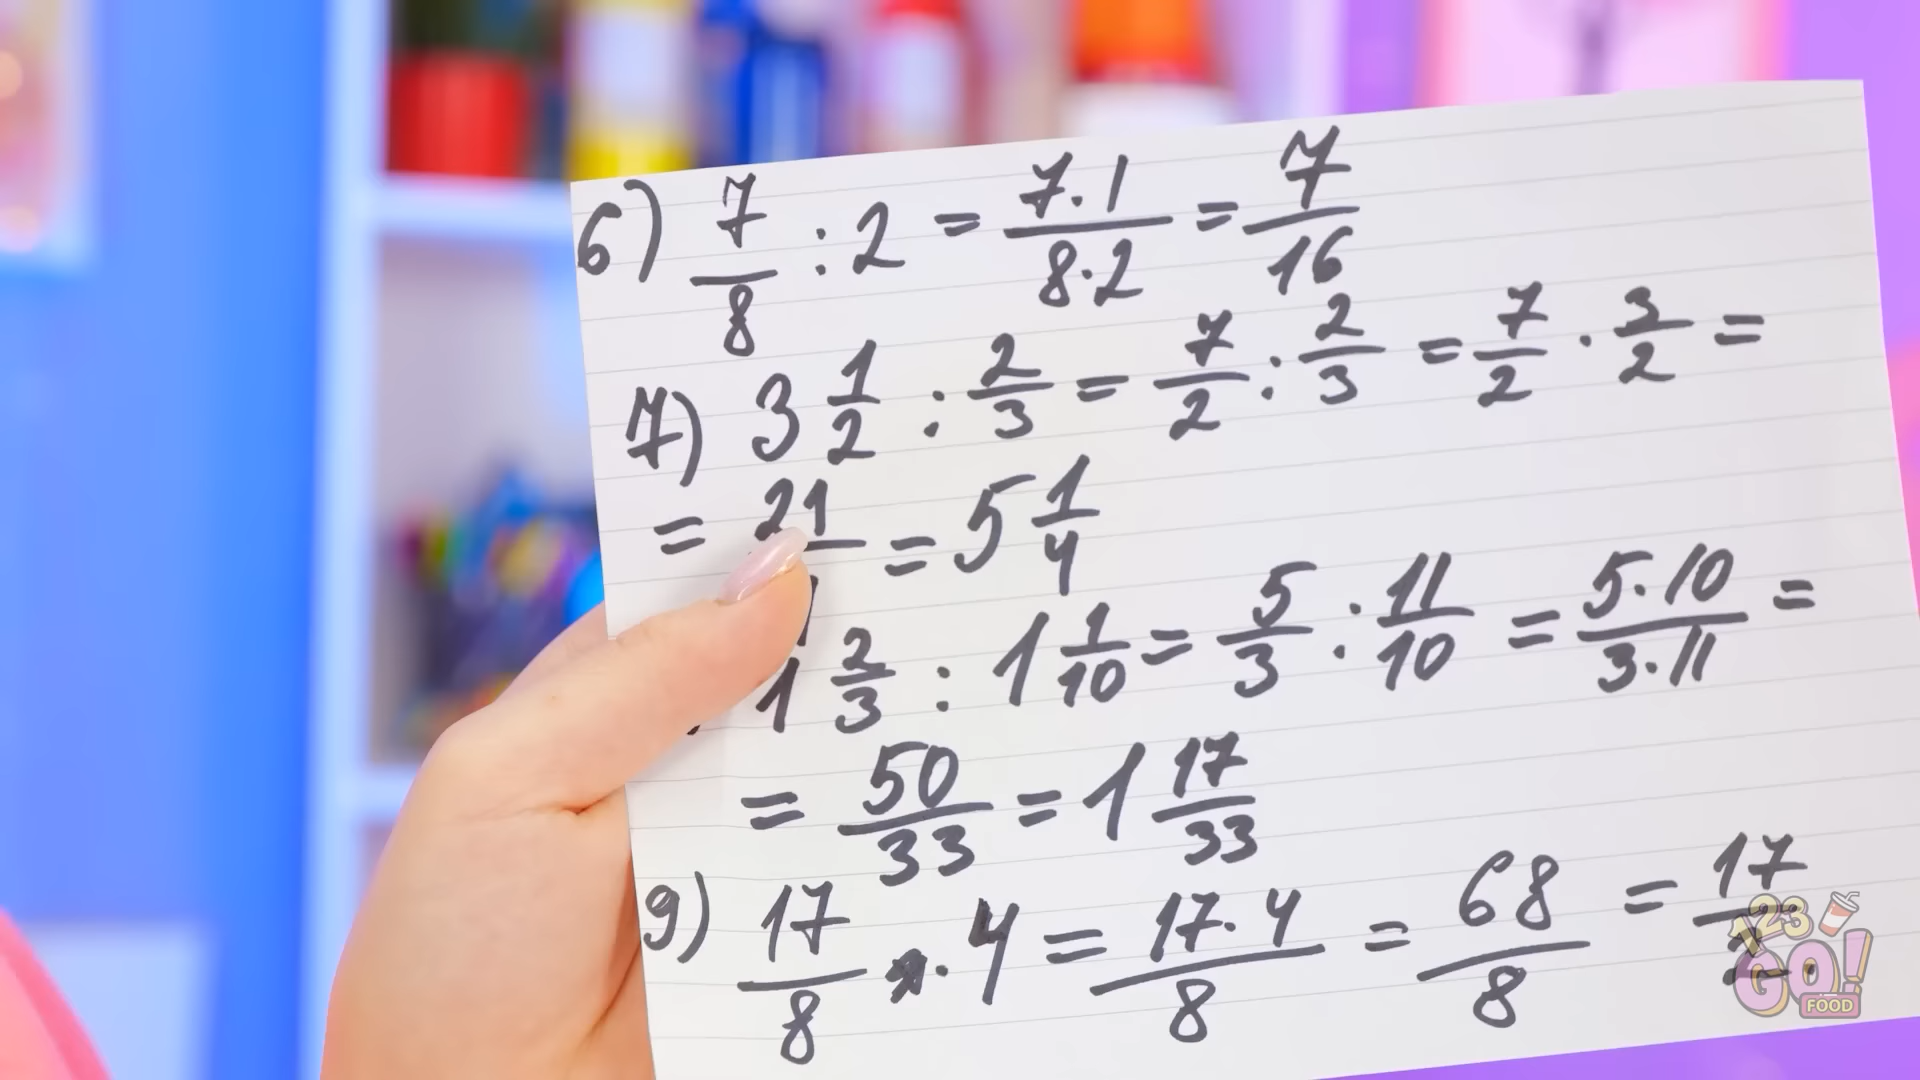 6) 7/8 : 2 = 7·1/8·2 = 7/16
7) 3 1/2 : 2/3 = 7/2 : 2/3 = 7/2 · 3/2 =
= 21/ = 5 1/4
1 2/3 : 1 1/10 = 5/3 : 11/10 = 5·10/3·11 =
= 50/33 = 1 17/33
9) 17/8 · 4 = 17·4/8 = 68/8 = 17/2
123 GO! FOOD